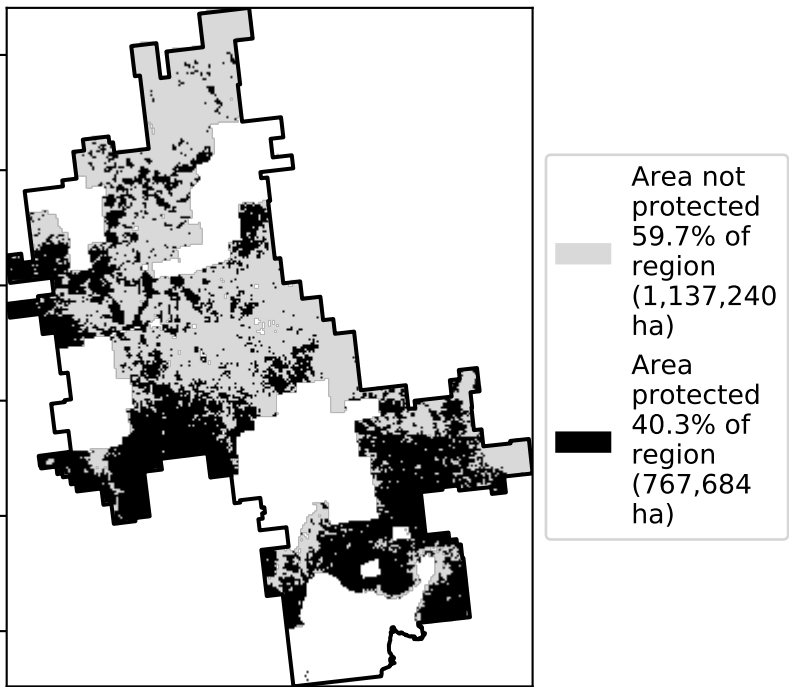 Area not
protected
59.7% of
region
(1,137,240
ha)
Area
protected
40.3% of
region
(767,684
ha)